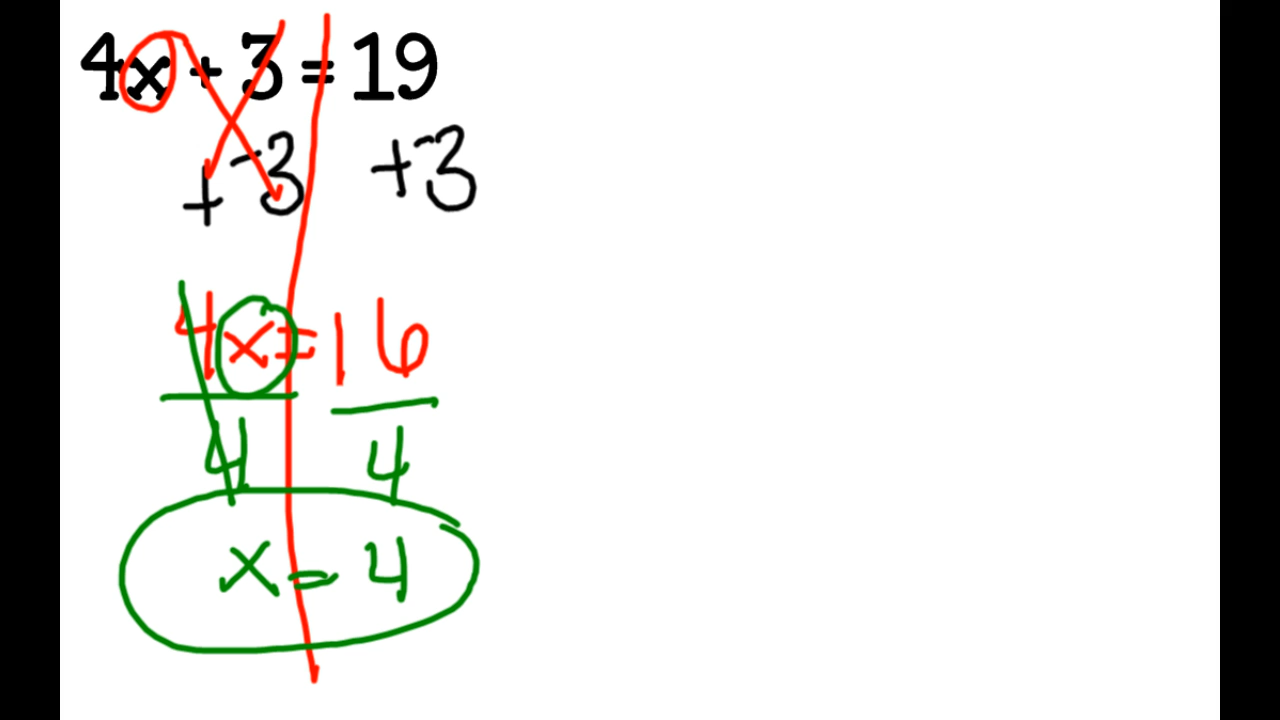 4x + 3 = 19
+ -3 + -3
4x = 16
4 4
x = 4